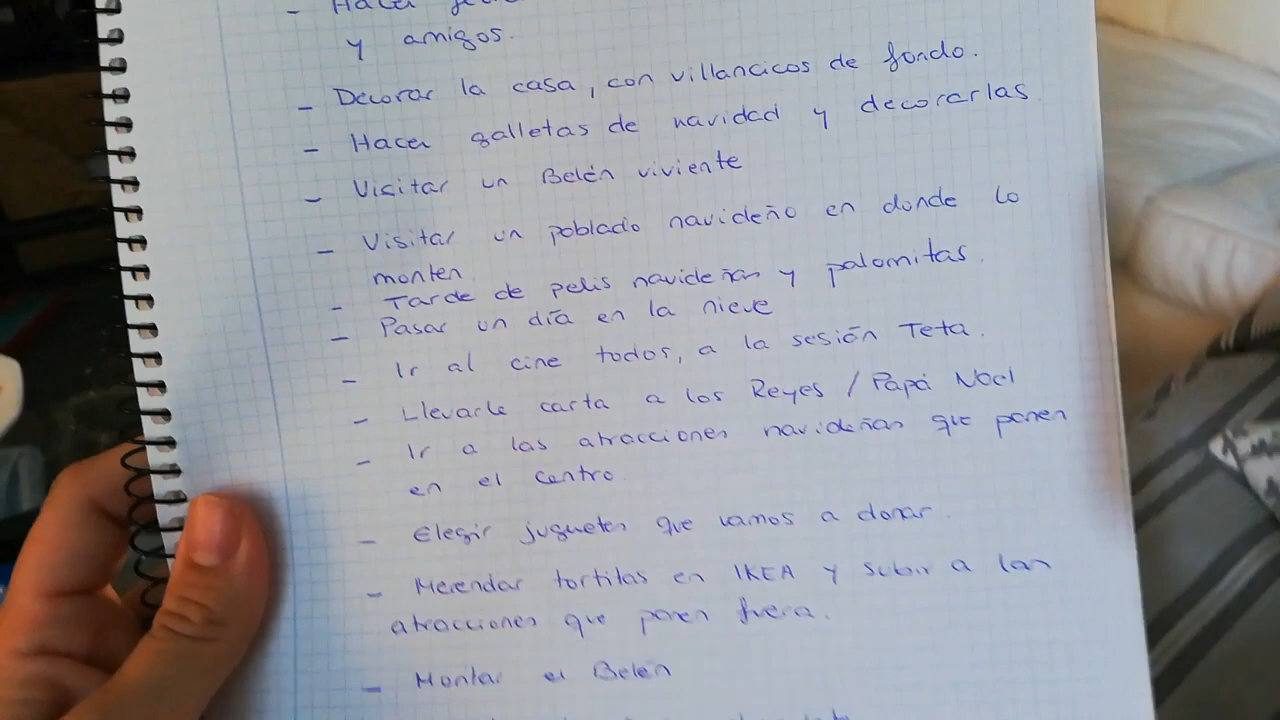 - Hacer
y amigos.
- Decorar la casa, con villancicos de fondo.
- Hacer galletas de navidad y decorarlas.
- Visitar un Belén viviente
- Visitar un poblado navideño en donde lo
monten
- Tarde de pelis navideñas y palomitas.
- Pasar un día en la nieve
- Ir al cine todos, a la sesión Teta.
- Llevarle carta a los Reyes / Papá Noel
- Ir a las atracciones navideñas que ponen
en el centro
- Elegir juguetes que vamos a donar.
- Merendar tortitas en IKEA y subir a las
atracciones que ponen fuera.
- Montar el Belén